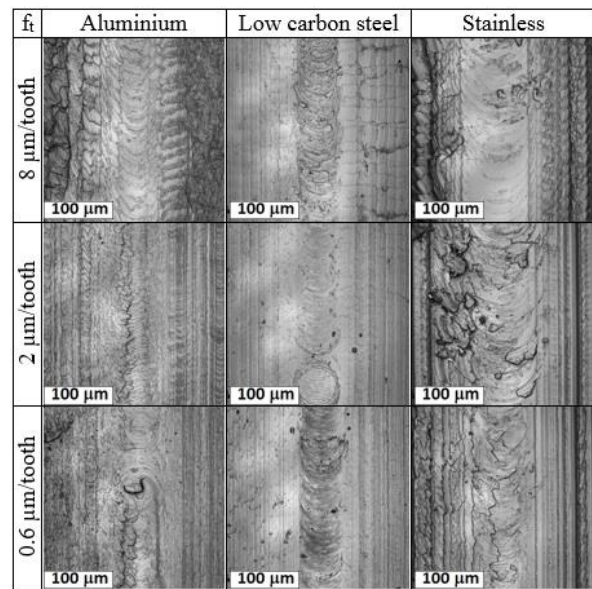 fₜ Aluminium Low carbon steel Stainless
8 μm/tooth
100 μm 100 μm 100 μm
2 μm/tooth
100 μm 100 μm 100 μm
0.6 μm/tooth
100 μm 100 μm 100 μm